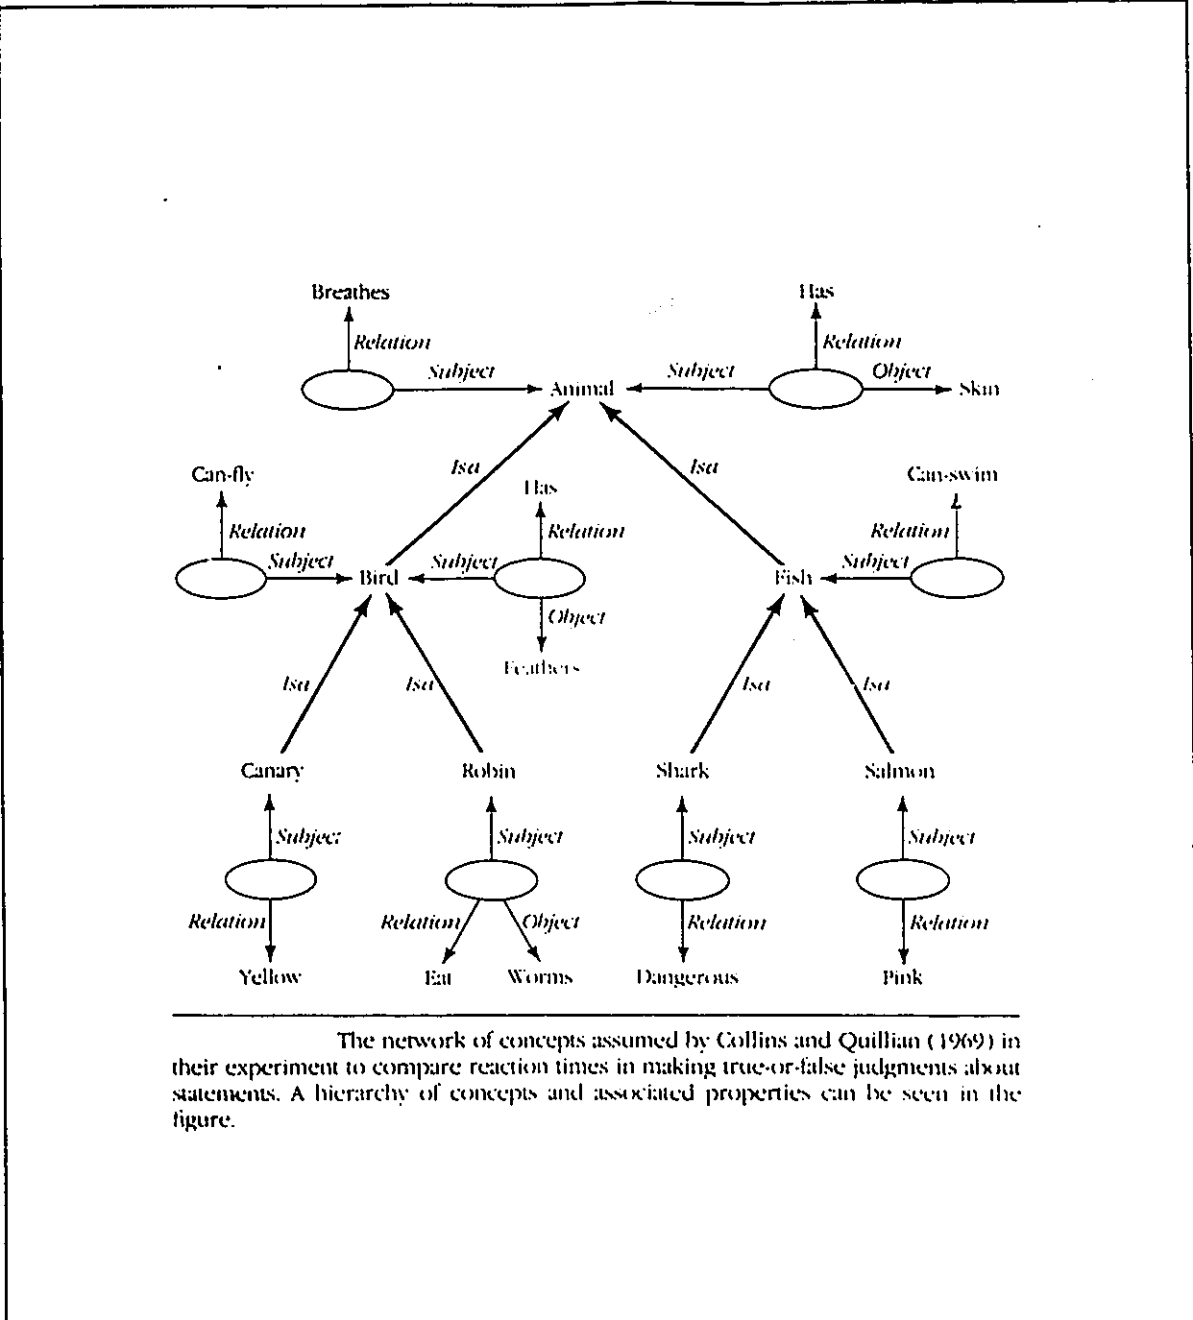 Breathes Has
Relation Relation
Subject Subject Object
Animal Skin
Isa Isa
Can-fly Has Can-swim
Relation Relation Relation
Subject Subject Subject
Bird Fish
Object
Feathers
Isa Isa Isa Isa
Canary Robin Shark Salmon
Subject Subject Subject Subject
Relation Relation Object Relation Relation
Yellow Eat Worms Dangerous Pink
The network of concepts assumed by Collins and Quillian (1969) in
their experiment to compare reaction times in making true-or-false judgments about
statements. A hierarchy of concepts and associated properties can be seen in the
figure.